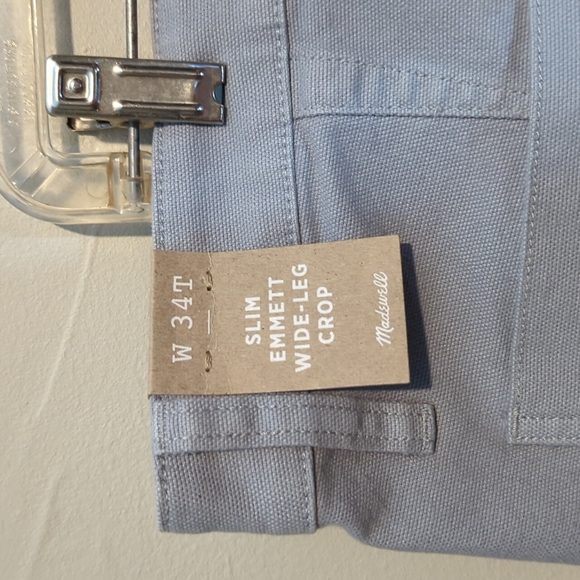 W 34T
SLIM
EMMETT
WIDE-LEG
CROP
Madewell